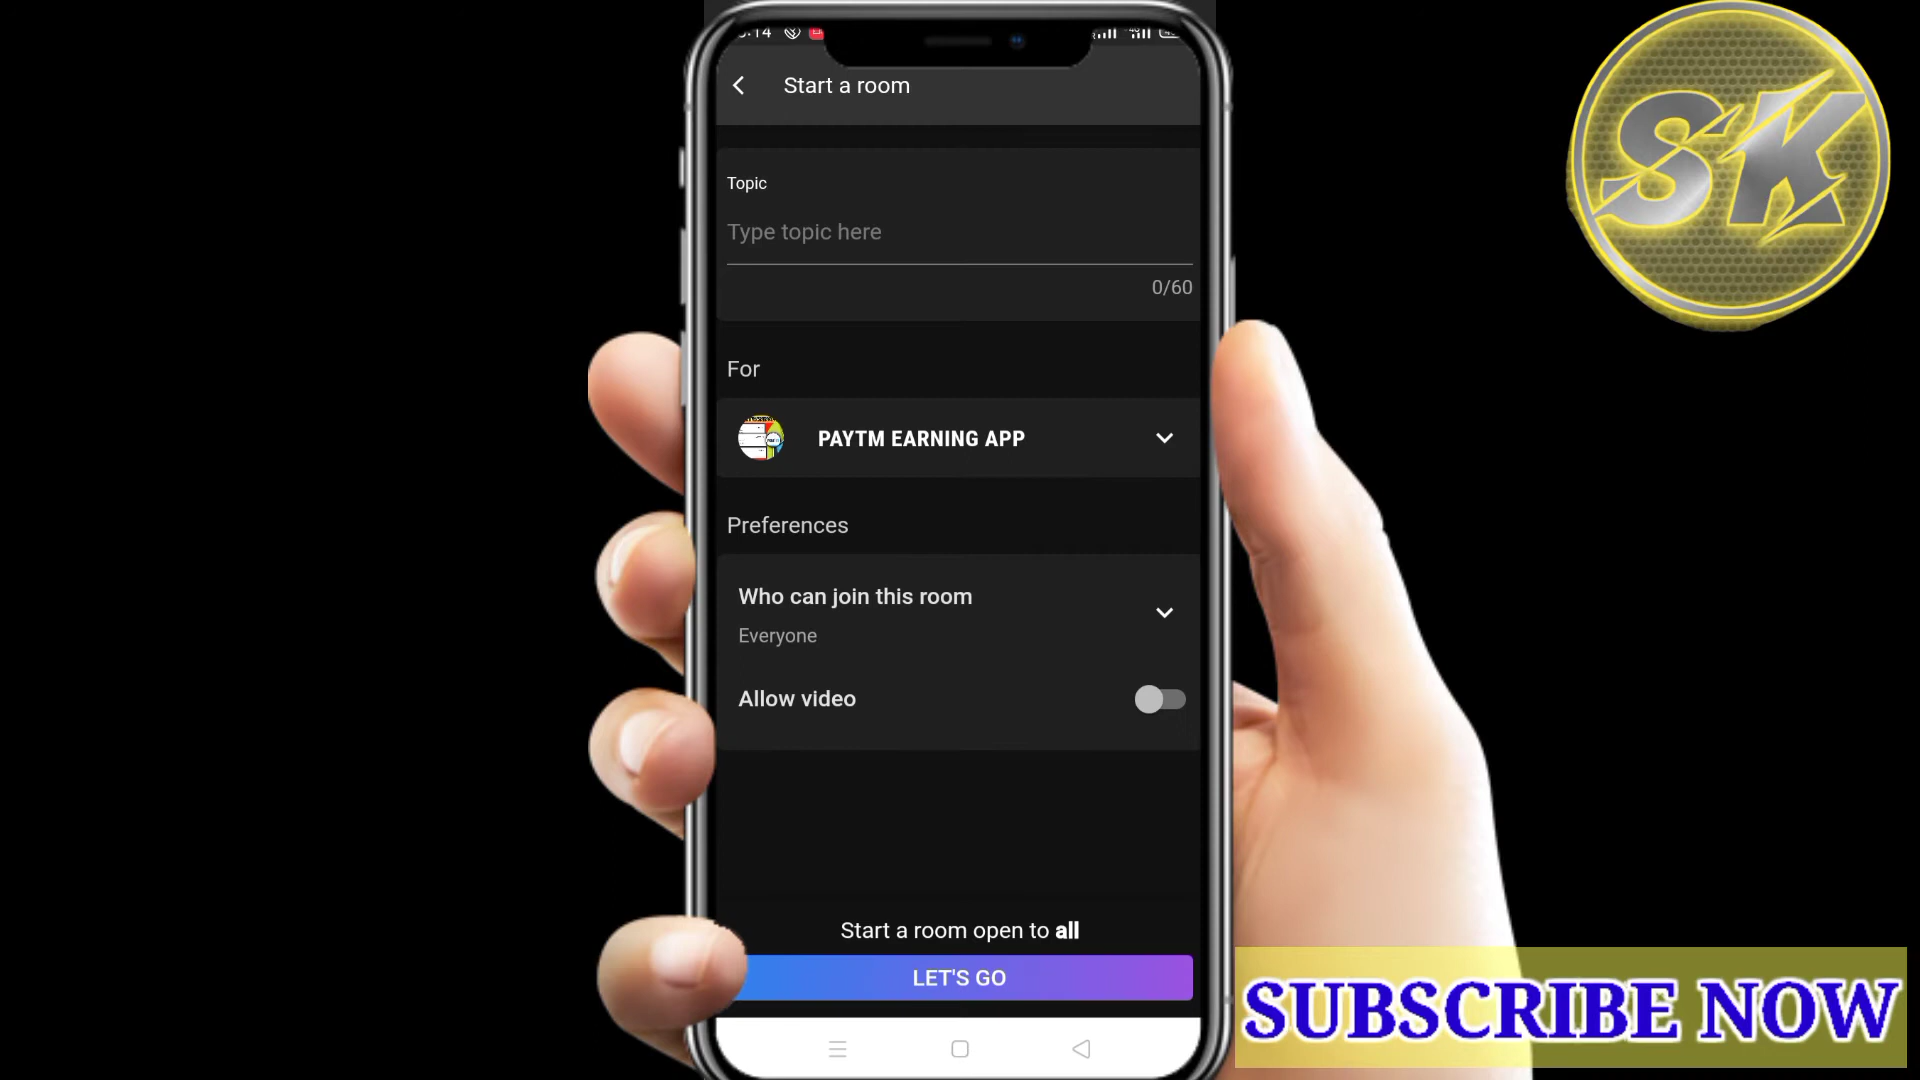 Start a room
Topic
Type topic here
0/60
For
PAYTM EARNING APP
Preferences
Who can join this room
Everyone
Allow video
Start a room open to all
LET'S GO
SK
SUBSCRIBE NOW